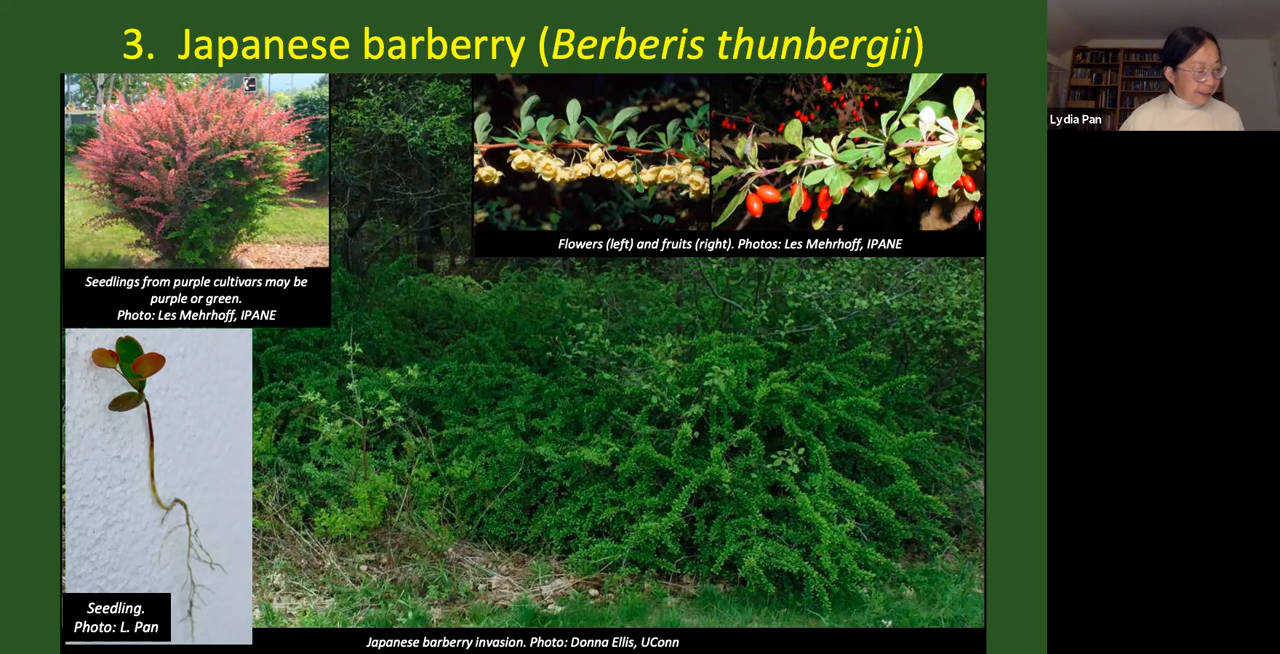 3. Japanese barberry (Berberis thunbergii)
Lydia Pan
Flowers (left) and fruits (right). Photos: Les Mehrhoff, IPANE
Seedlings from purple cultivars may be
purple or green.
Photo: Les Mehrhoff, IPANE
Seedling.
Photo: L. Pan
Japanese barberry invasion. Photo: Donna Ellis, UConn